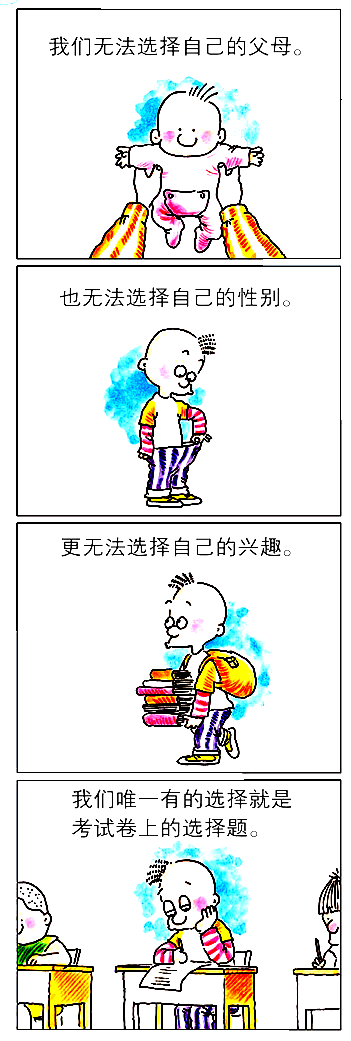 我们无法选择自己的父母。
也无法选择自己的性别。
更无法选择自己的兴趣。
我们唯一有的选择就是
考试卷上的选择题。